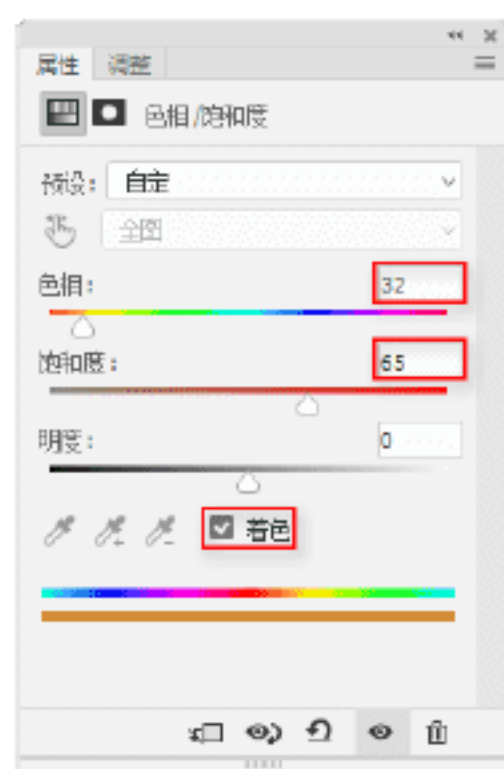 属性 调整
色相/饱和度
预设： 自定
全图
色相： 32
饱和度： 65
明度： 0
着色